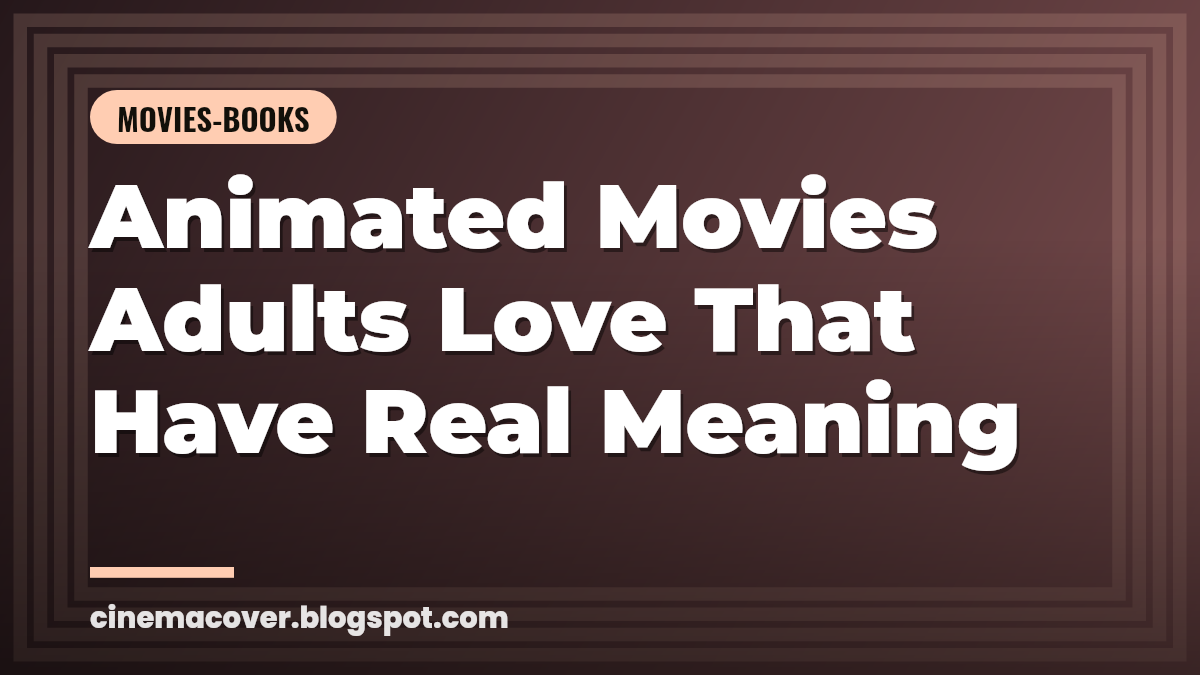 MOVIES-BOOKS
Animated Movies
Adults Love That
Have Real Meaning
cinemacover.blogspot.com